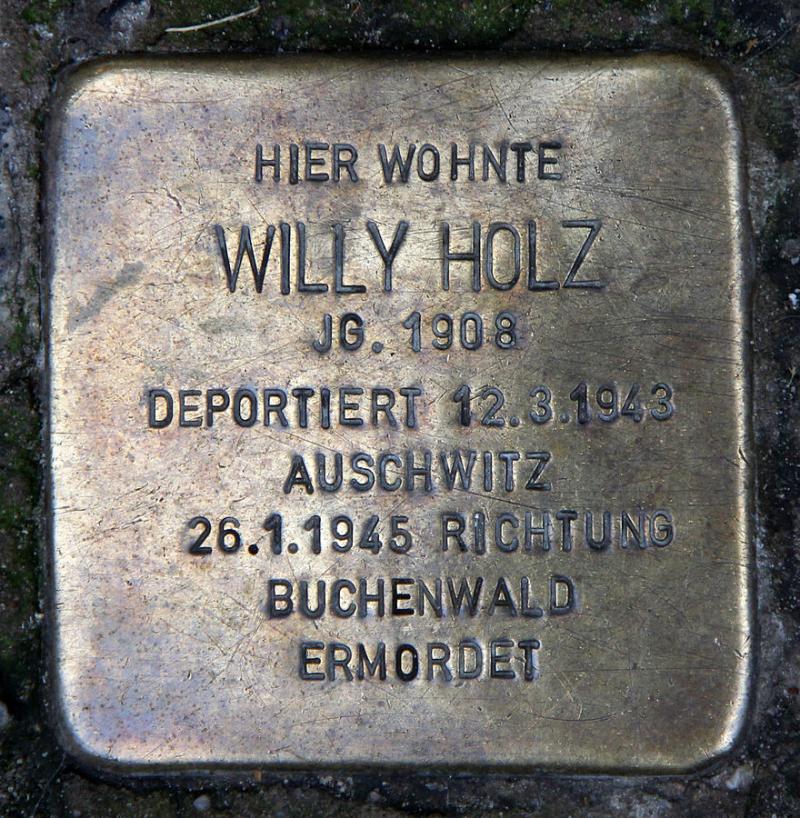 HIER WOHNTE
WILLY HOLZ
JG. 1908
DEPORTIERT 12.3.1943
AUSCHWITZ
26.1.1945 RICHTUNG
BUCHENWALD
ERMORDET